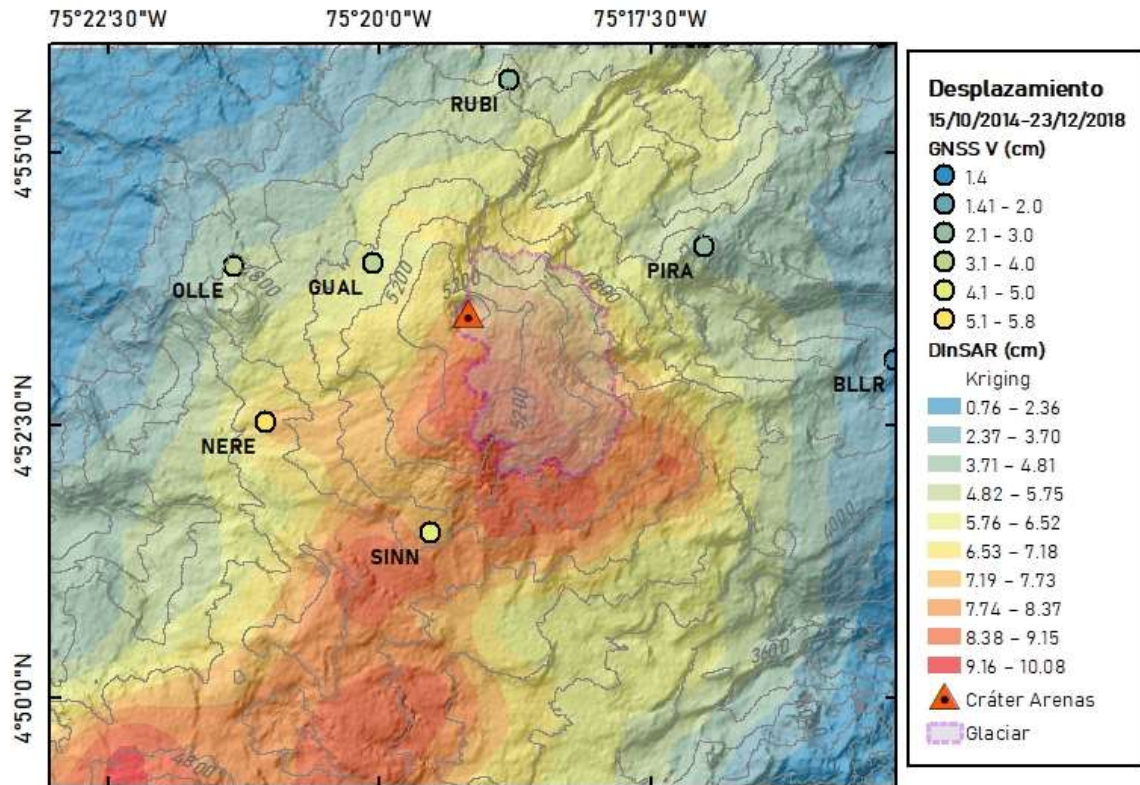 75°22'30"W
75°20'0"W
75°17'30"W
4°55'0"N
4°52'30"N
4°50'0"N
RUBI
OLLE
GUAL
PIRA
BLLR
NERE
SINN
5200
5200
5200
4800
4000
3600
4800
Desplazamiento
15/10/2014-23/12/2018
GNSS V (cm)
1.4
1.41 - 2.0
2.1 - 3.0
3.1 - 4.0
4.1 - 5.0
5.1 - 5.8
DInSAR (cm)
Kriging
0.76 - 2.36
2.37 - 3.70
3.71 - 4.81
4.82 - 5.75
5.76 - 6.52
6.53 - 7.18
7.19 - 7.73
7.74 - 8.37
8.38 - 9.15
9.16 - 10.08
Cráter Arenas
Glaciar